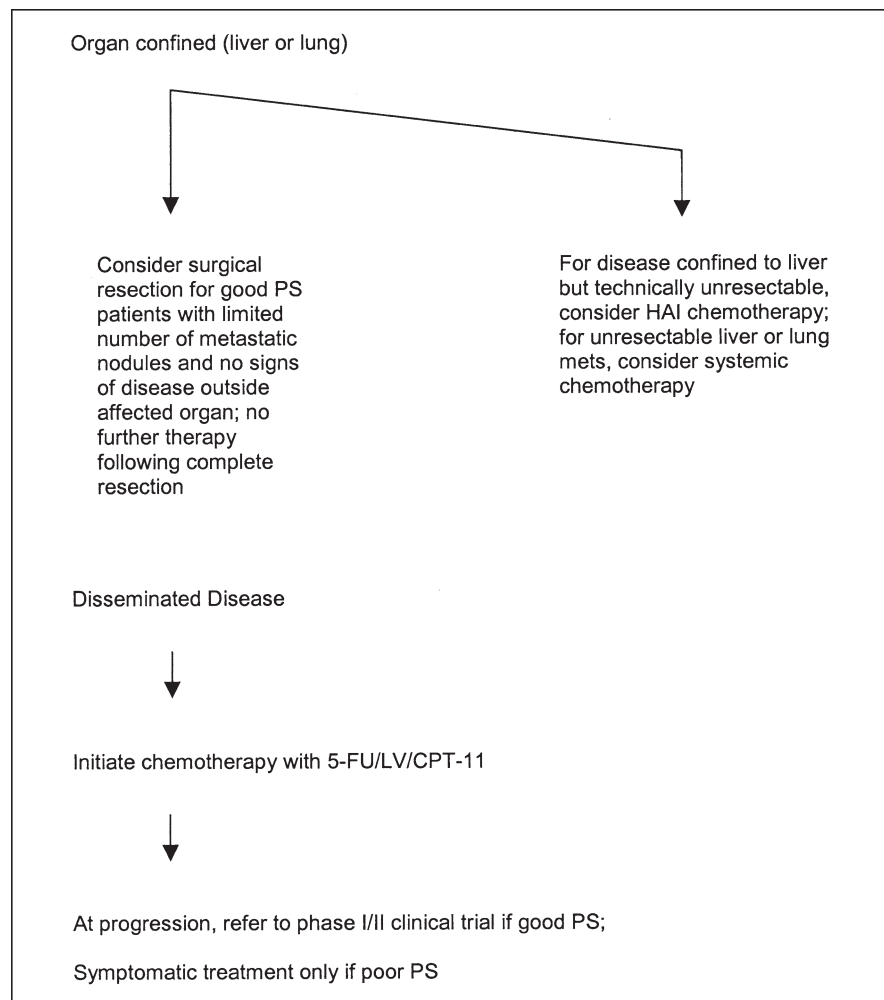 Organ confined (liver or lung)
Consider surgical
resection for good PS
patients with limited
number of metastatic
nodules and no signs
of disease outside
affected organ; no
further therapy
following complete
resection
For disease confined to liver
but technically unresectable,
consider HAI chemotherapy;
for unresectable liver or lung
mets, consider systemic
chemotherapy
Disseminated Disease
Initiate chemotherapy with 5-FU/LV/CPT-11
At progression, refer to phase I/II clinical trial if good PS;
Symptomatic treatment only if poor PS